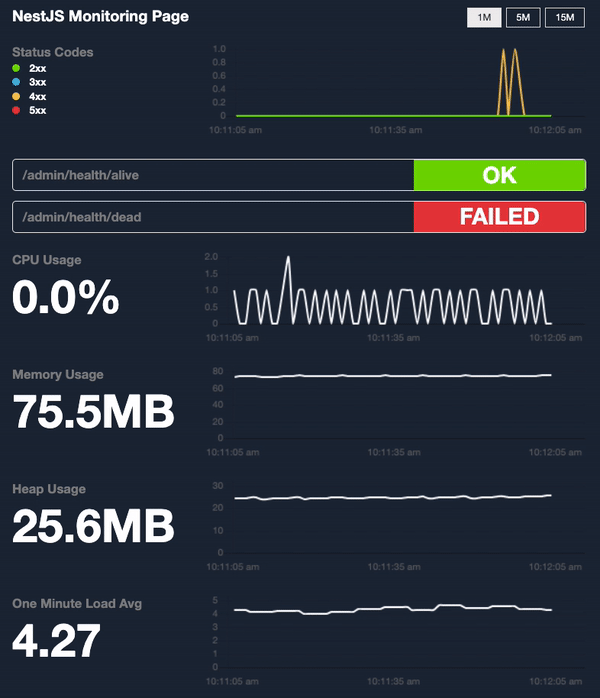 NestJS Monitoring Page
1M 5M 15M
Status Codes
2xx
3xx
4xx
5xx
1.0
0.8
0.6
0.4
0.2
0
10:11:05 am 10:11:35 am 10:12:05 am
/admin/health/alive OK
/admin/health/dead FAILED
CPU Usage
0.0%
2.0
1.5
1.0
0.5
0
10:11:05 am 10:11:35 am 10:12:05 am
Memory Usage
75.5MB
80
60
40
20
0
10:11:05 am 10:11:35 am 10:12:05 am
Heap Usage
25.6MB
30
20
10
0
10:11:05 am 10:11:35 am 10:12:05 am
One Minute Load Avg
4.27
5
4
3
2
1
0
10:11:05 am 10:11:35 am 10:12:05 am